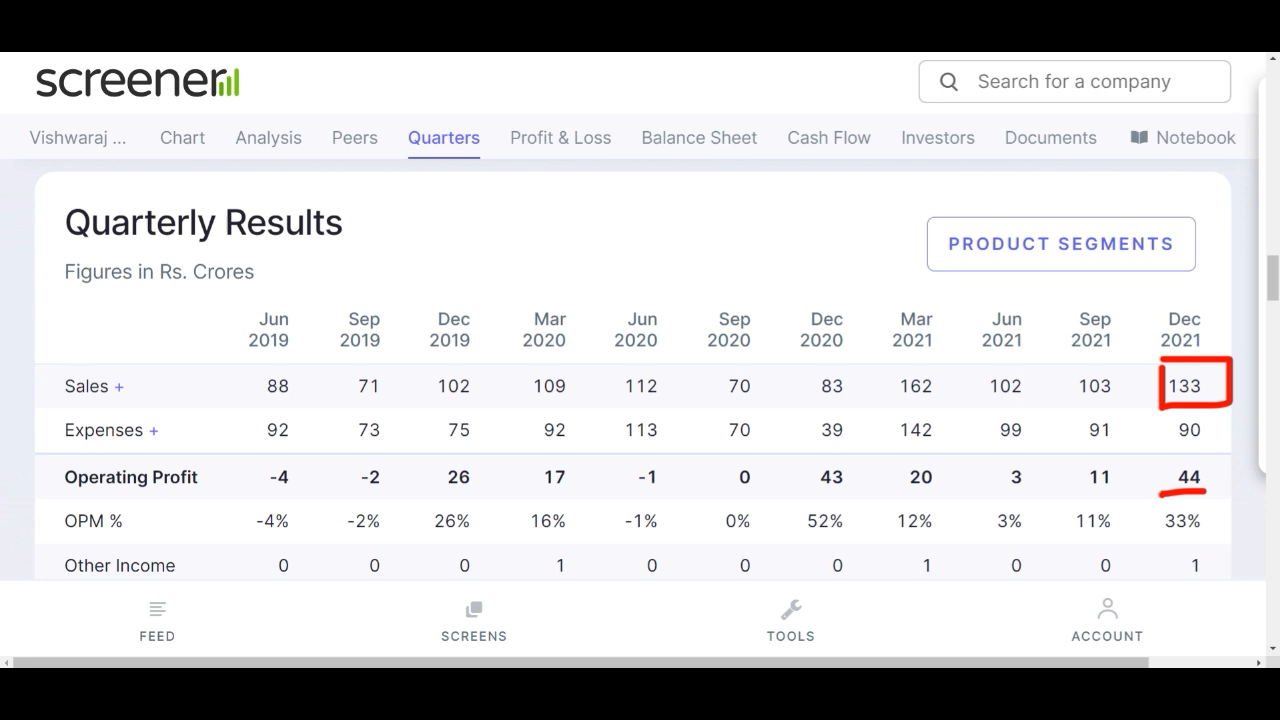 screener
Search for a company
Vishwaraj ... Chart Analysis Peers Quarters Profit & Loss Balance Sheet Cash Flow Investors Documents Notebook
Quarterly Results
PRODUCT SEGMENTS
Figures in Rs. Crores
Jun 2019 Sep 2019 Dec 2019 Mar 2020 Jun 2020 Sep 2020 Dec 2020 Mar 2021 Jun 2021 Sep 2021 Dec 2021
Sales + 88 71 102 109 112 70 83 162 102 103 133
Expenses + 92 73 75 92 113 70 39 142 99 91 90
Operating Profit -4 -2 26 17 -1 0 43 20 3 11 44
OPM % -4% -2% 26% 16% -1% 0% 52% 12% 3% 11% 33%
Other Income 0 0 0 1 0 0 0 1 0 0 1
FEED SCREENS TOOLS ACCOUNT